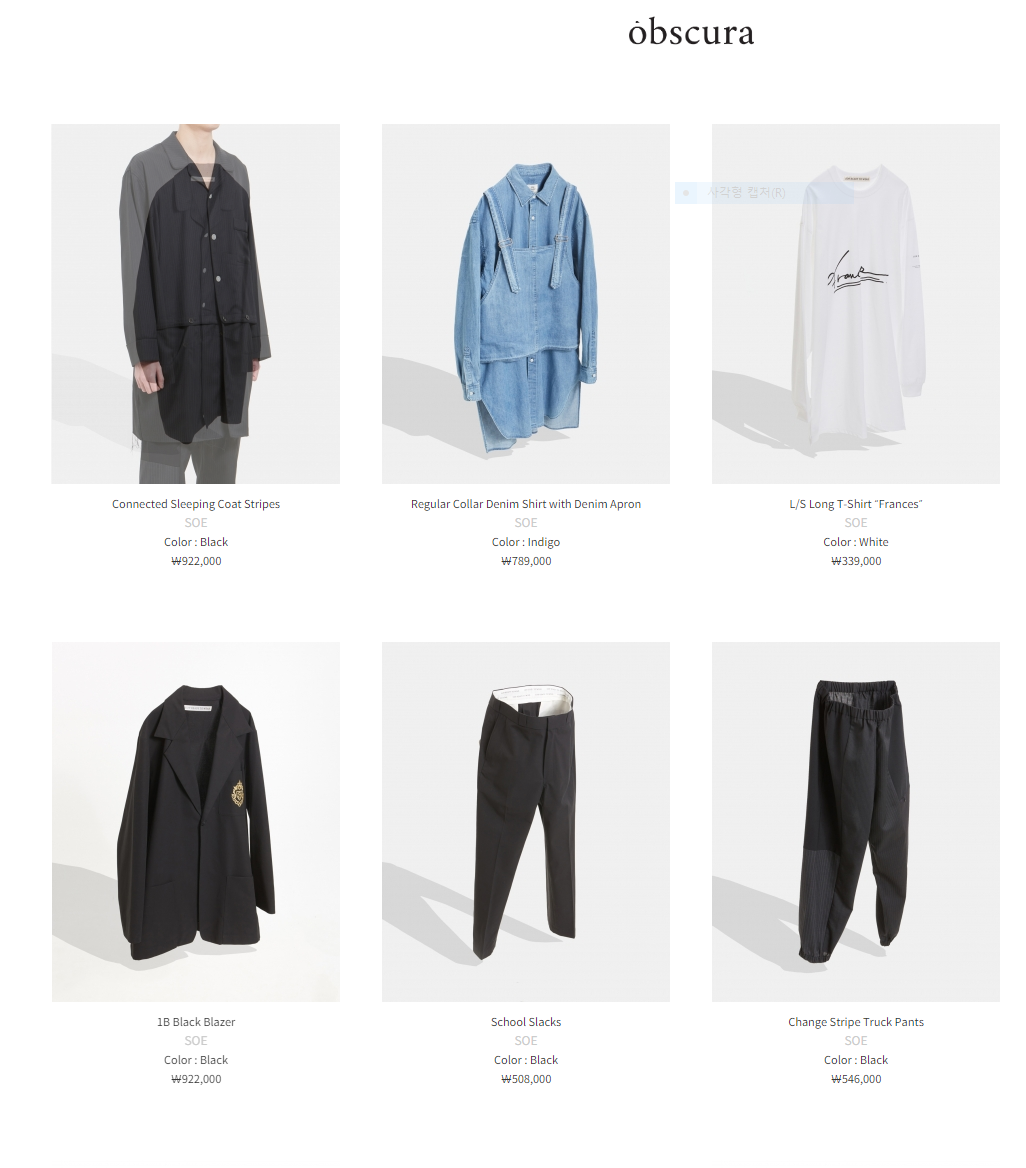 òbscura
사각형 캡처(R)
Connected Sleeping Coat Stripes
SOE
Color : Black
₩922,000
Regular Collar Denim Shirt with Denim Apron
SOE
Color : Indigo
₩789,000
L/S Long T-Shirt “Frances”
SOE
Color : White
₩339,000
1B Black Blazer
SOE
Color : Black
₩922,000
School Slacks
SOE
Color : Black
₩508,000
Change Stripe Truck Pants
SOE
Color : Black
₩546,000